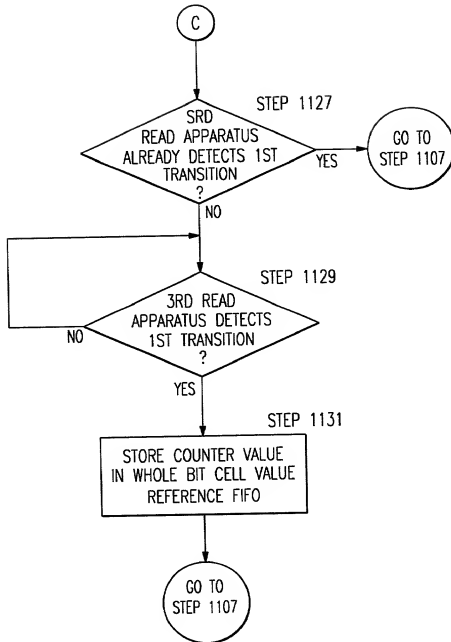 C
STEP 1127
SRD
READ APPARATUS
ALREADY DETECTS 1ST
TRANSITION
?
YES
GO TO
STEP 1107
NO
STEP 1129
3RD READ
APPARATUS DETECTS
1ST TRANSITION
?
NO
YES
STEP 1131
STORE COUNTER VALUE
IN WHOLE BIT CELL VALUE
REFERENCE FIFO
GO TO
STEP 1107